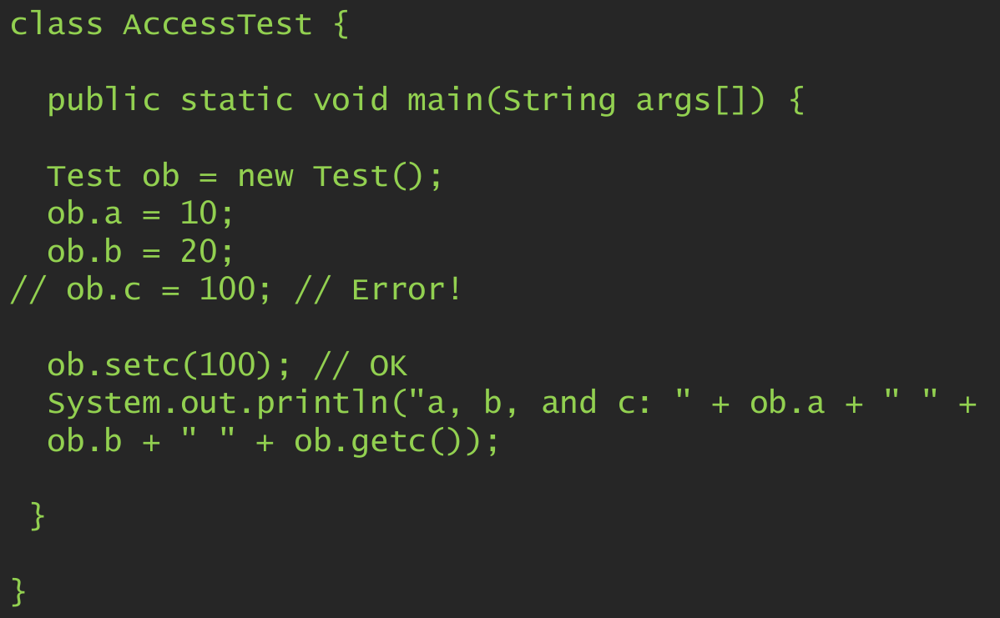 class AccessTest {
public static void main(String args[]) {
Test ob = new Test();
ob.a = 10;
ob.b = 20;
// ob.c = 100; // Error!
ob.setc(100); // OK
System.out.println("a, b, and c: " + ob.a + " " +
ob.b + " " + ob.getc());
}
}